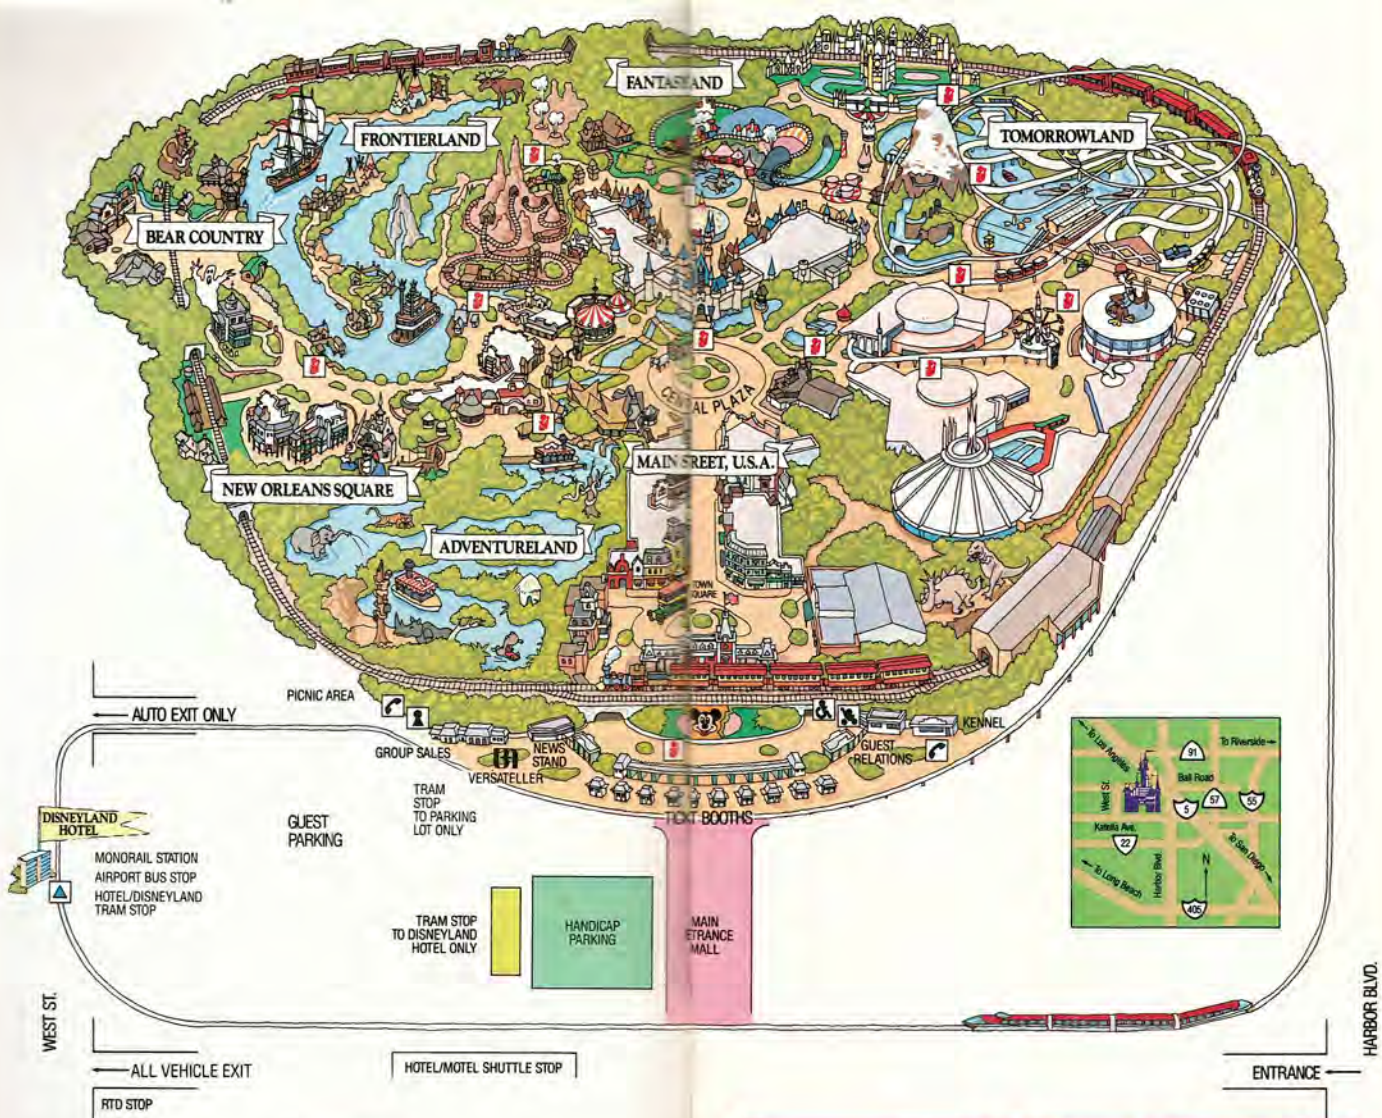 FANTASYLAND
FRONTIERLAND
TOMORROWLAND
BEAR COUNTRY
CENTRAL PLAZA
MAIN STREET, U.S.A.
NEW ORLEANS SQUARE
ADVENTURELAND
TOWN
SQUARE
PICNIC AREA
AUTO EXIT ONLY
GROUP SALES
NEWS
STAND
VERSATELLER
GUEST
RELATIONS
KENNEL
TRAM
STOP
TO PARKING
LOT ONLY
TICKET BOOTHS
GUEST
PARKING
DISNEYLAND
HOTEL
MONORAIL STATION
AIRPORT BUS STOP
HOTEL/DISNEYLAND
TRAM STOP
TRAM STOP
TO DISNEYLAND
HOTEL ONLY
HANDICAP
PARKING
MAIN
ENTRANCE
MALL
To Los Angeles
91
To Riverside
Ball Road
West St.
5
57
55
Katella Ave.
22
To San Diego
To Long Beach
Harbor Blvd
N
405
WEST ST.
HARBOR BLVD.
ALL VEHICLE EXIT
HOTEL/MOTEL SHUTTLE STOP
ENTRANCE
RTD STOP